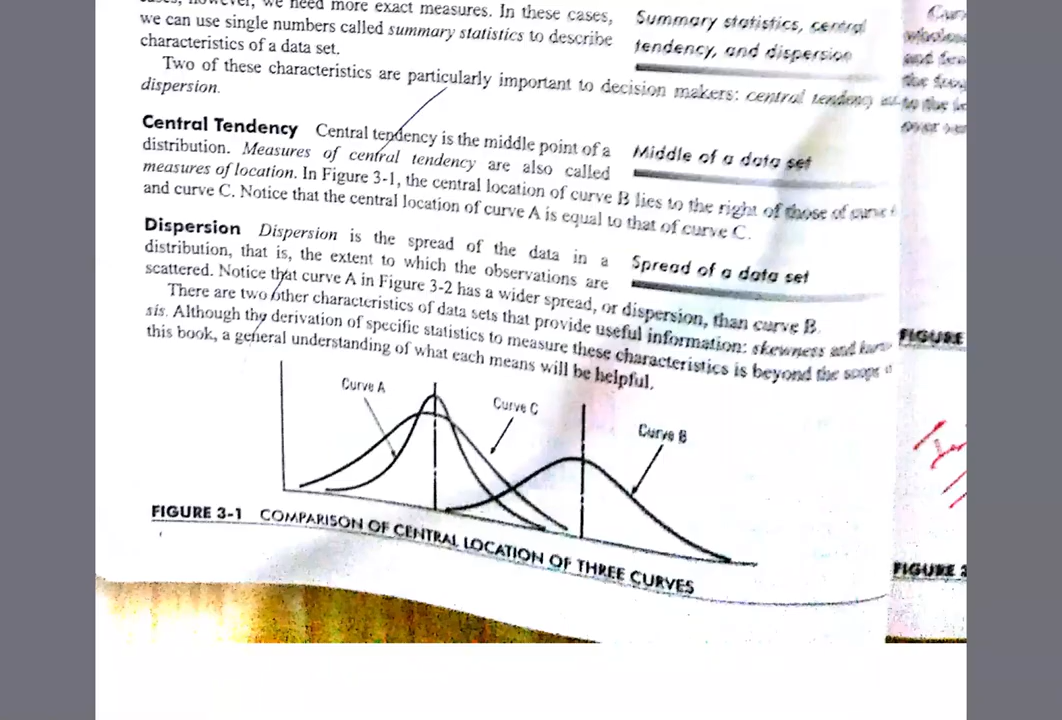 however, we need more exact measures. In these cases,
we can use single numbers called summary statistics to describe
characteristics of a data set.
Summary statistics, central
tendency, and dispersion
Two of these characteristics are particularly important to decision makers: central tendency
dispersion.
Central Tendency Central tendency is the middle point of a
distribution. Measures of central tendency are also called
measures of location. In Figure 3-1, the central location of curve B lies to the right of those of curve
and curve C. Notice that the central location of curve A is equal to that of curve C.
Middle of a data set
Dispersion Dispersion is the spread of the data in a
distribution, that is, the extent to which the observations are
scattered. Notice that curve A in Figure 3-2 has a wider spread, or dispersion, than curve B.
Spread of a data set
There are two other characteristics of data sets that provide useful information: skewness and
sis. Although the derivation of specific statistics to measure these characteristics is beyond the scope
this book, a general understanding of what each means will be helpful.
Curve A
Curve C
Curve B
FIGURE 3-1 COMPARISON OF CENTRAL LOCATION OF THREE CURVES
the
to the
FIGURE
FIGURE